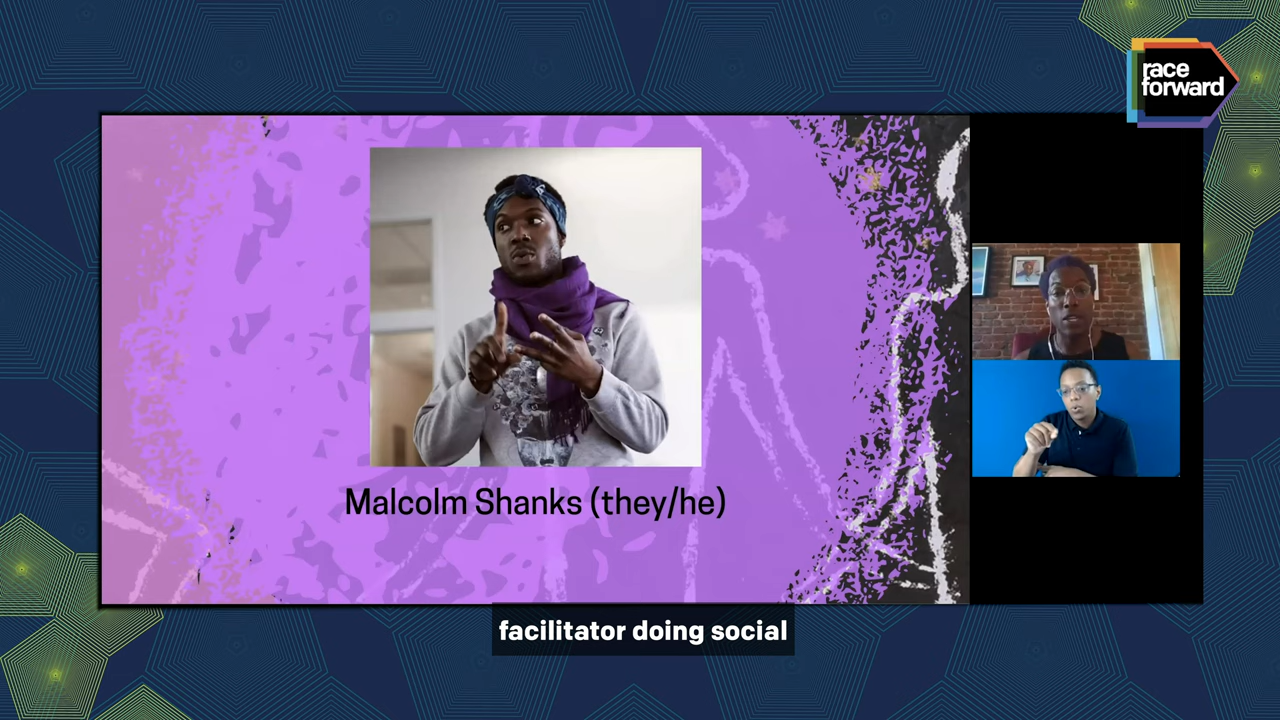 race
forward
Malcolm Shanks (they/he)
facilitator doing social